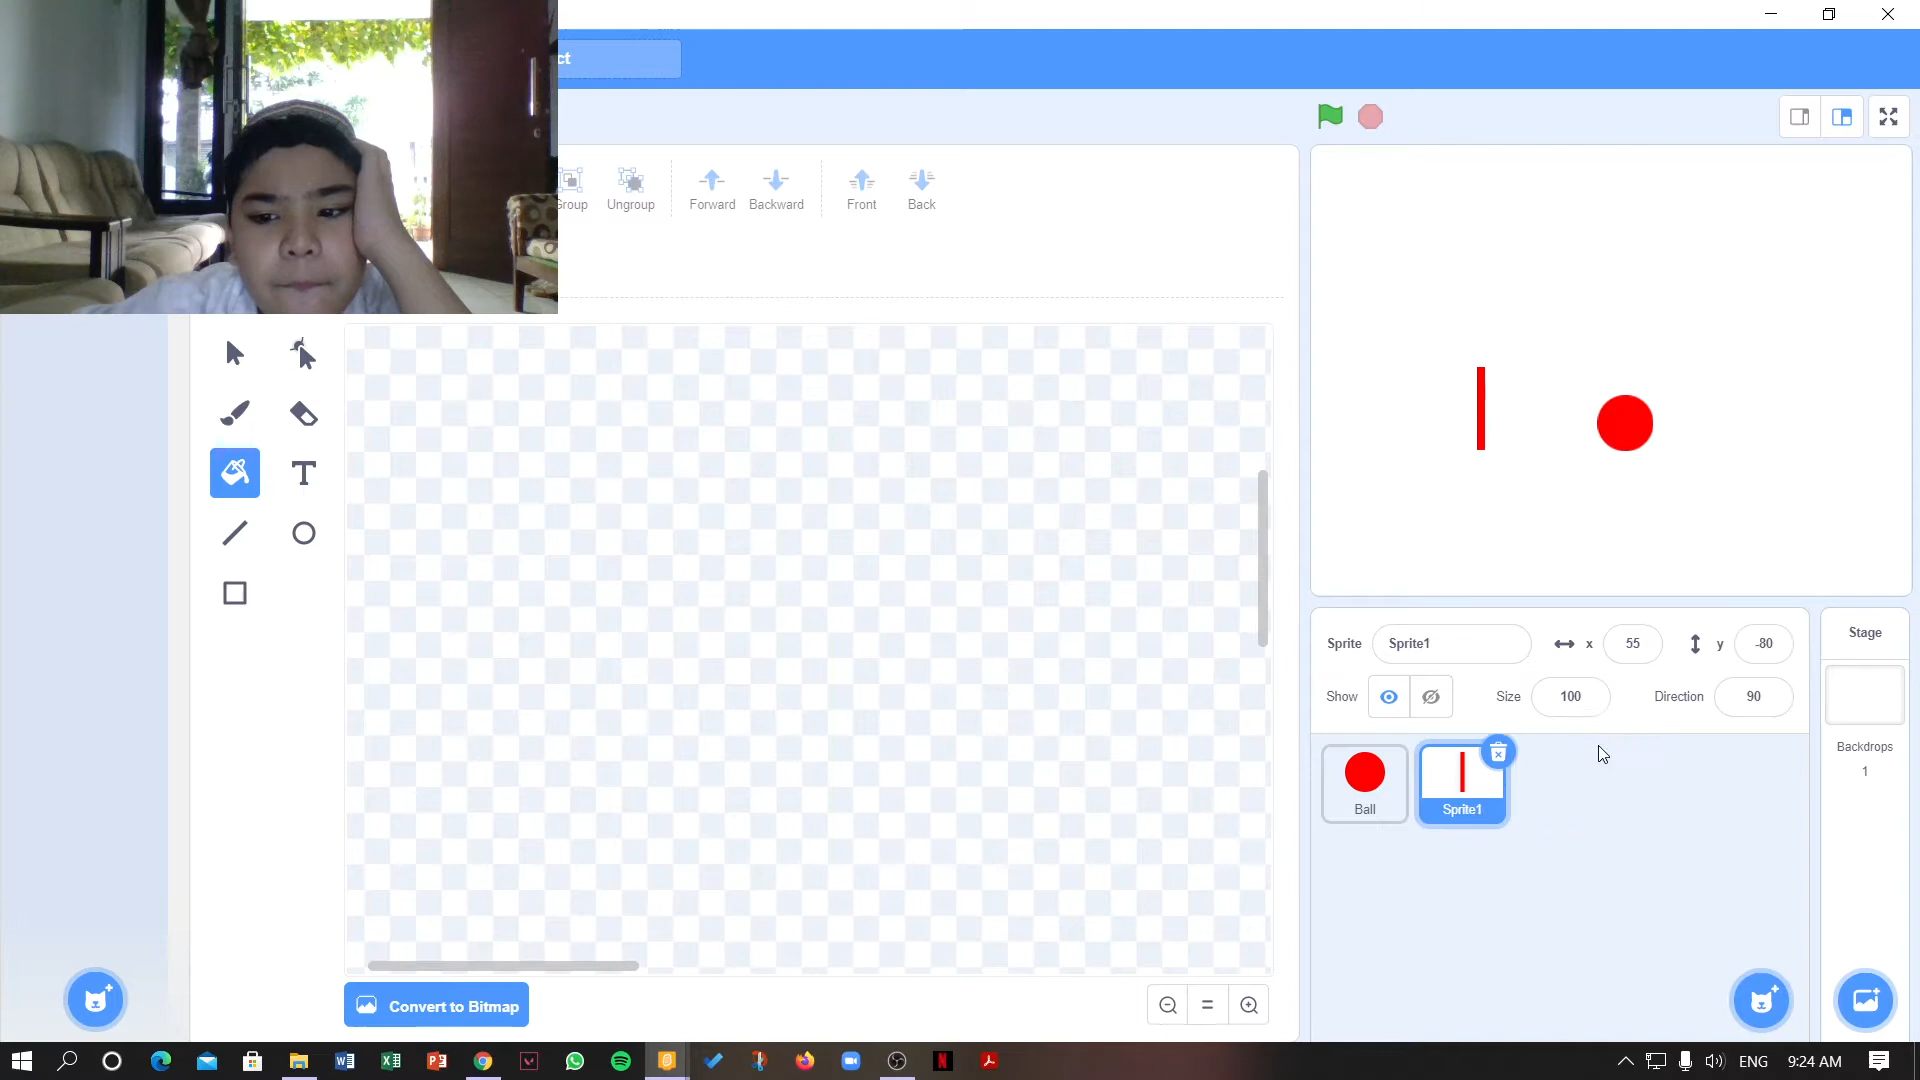 ct
Group
Ungroup
Forward
Backward
Front
Back
Sprite
Sprite1
x
55
y
-80
Show
Size
100
Direction
90
Stage
Backdrops
1
Ball
Sprite1
Convert to Bitmap
ENG
9:24 AM